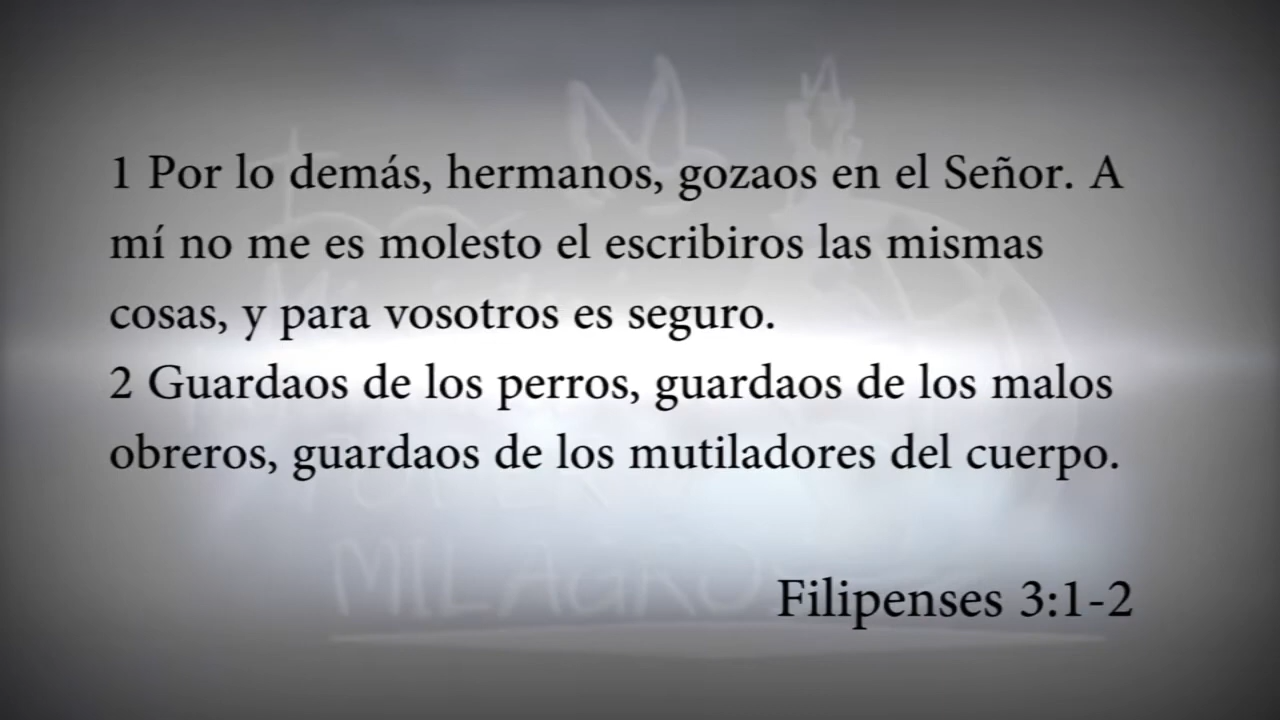 1 Por lo demás, hermanos, gozaos en el Señor. A
mí no me es molesto el escribiros las mismas
cosas, y para vosotros es seguro.
2 Guardaos de los perros, guardaos de los malos
obreros, guardaos de los mutiladores del cuerpo.
MILAGRO
Filipenses 3:1-2